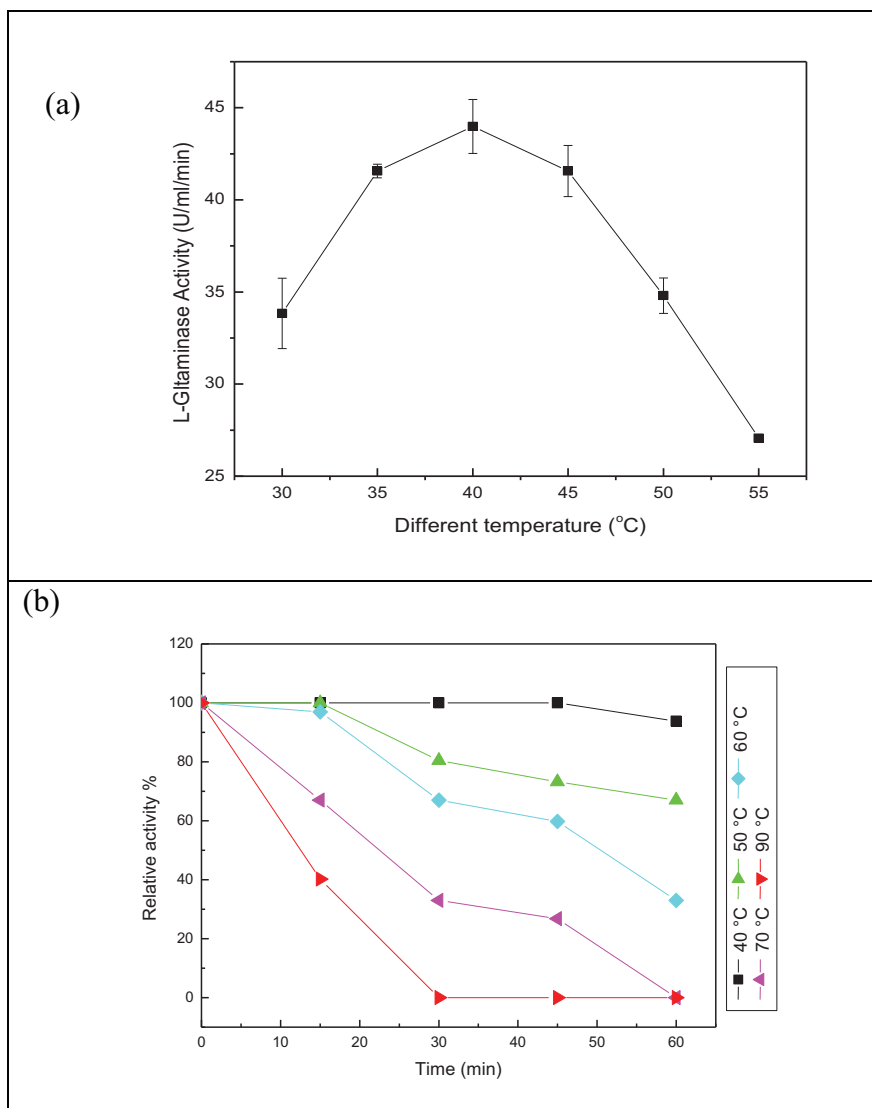 (a)
L-Gltaminase Activity (U/ml/min)
45
40
35
30
25
30 35 40 45 50 55
Different temperature (°C)
(b)
Relative activity %
120
100
80
60
40
20
0
0 10 20 30 40 50 60
Time (min)
40 °C 50 °C 60 °C
70 °C 90 °C